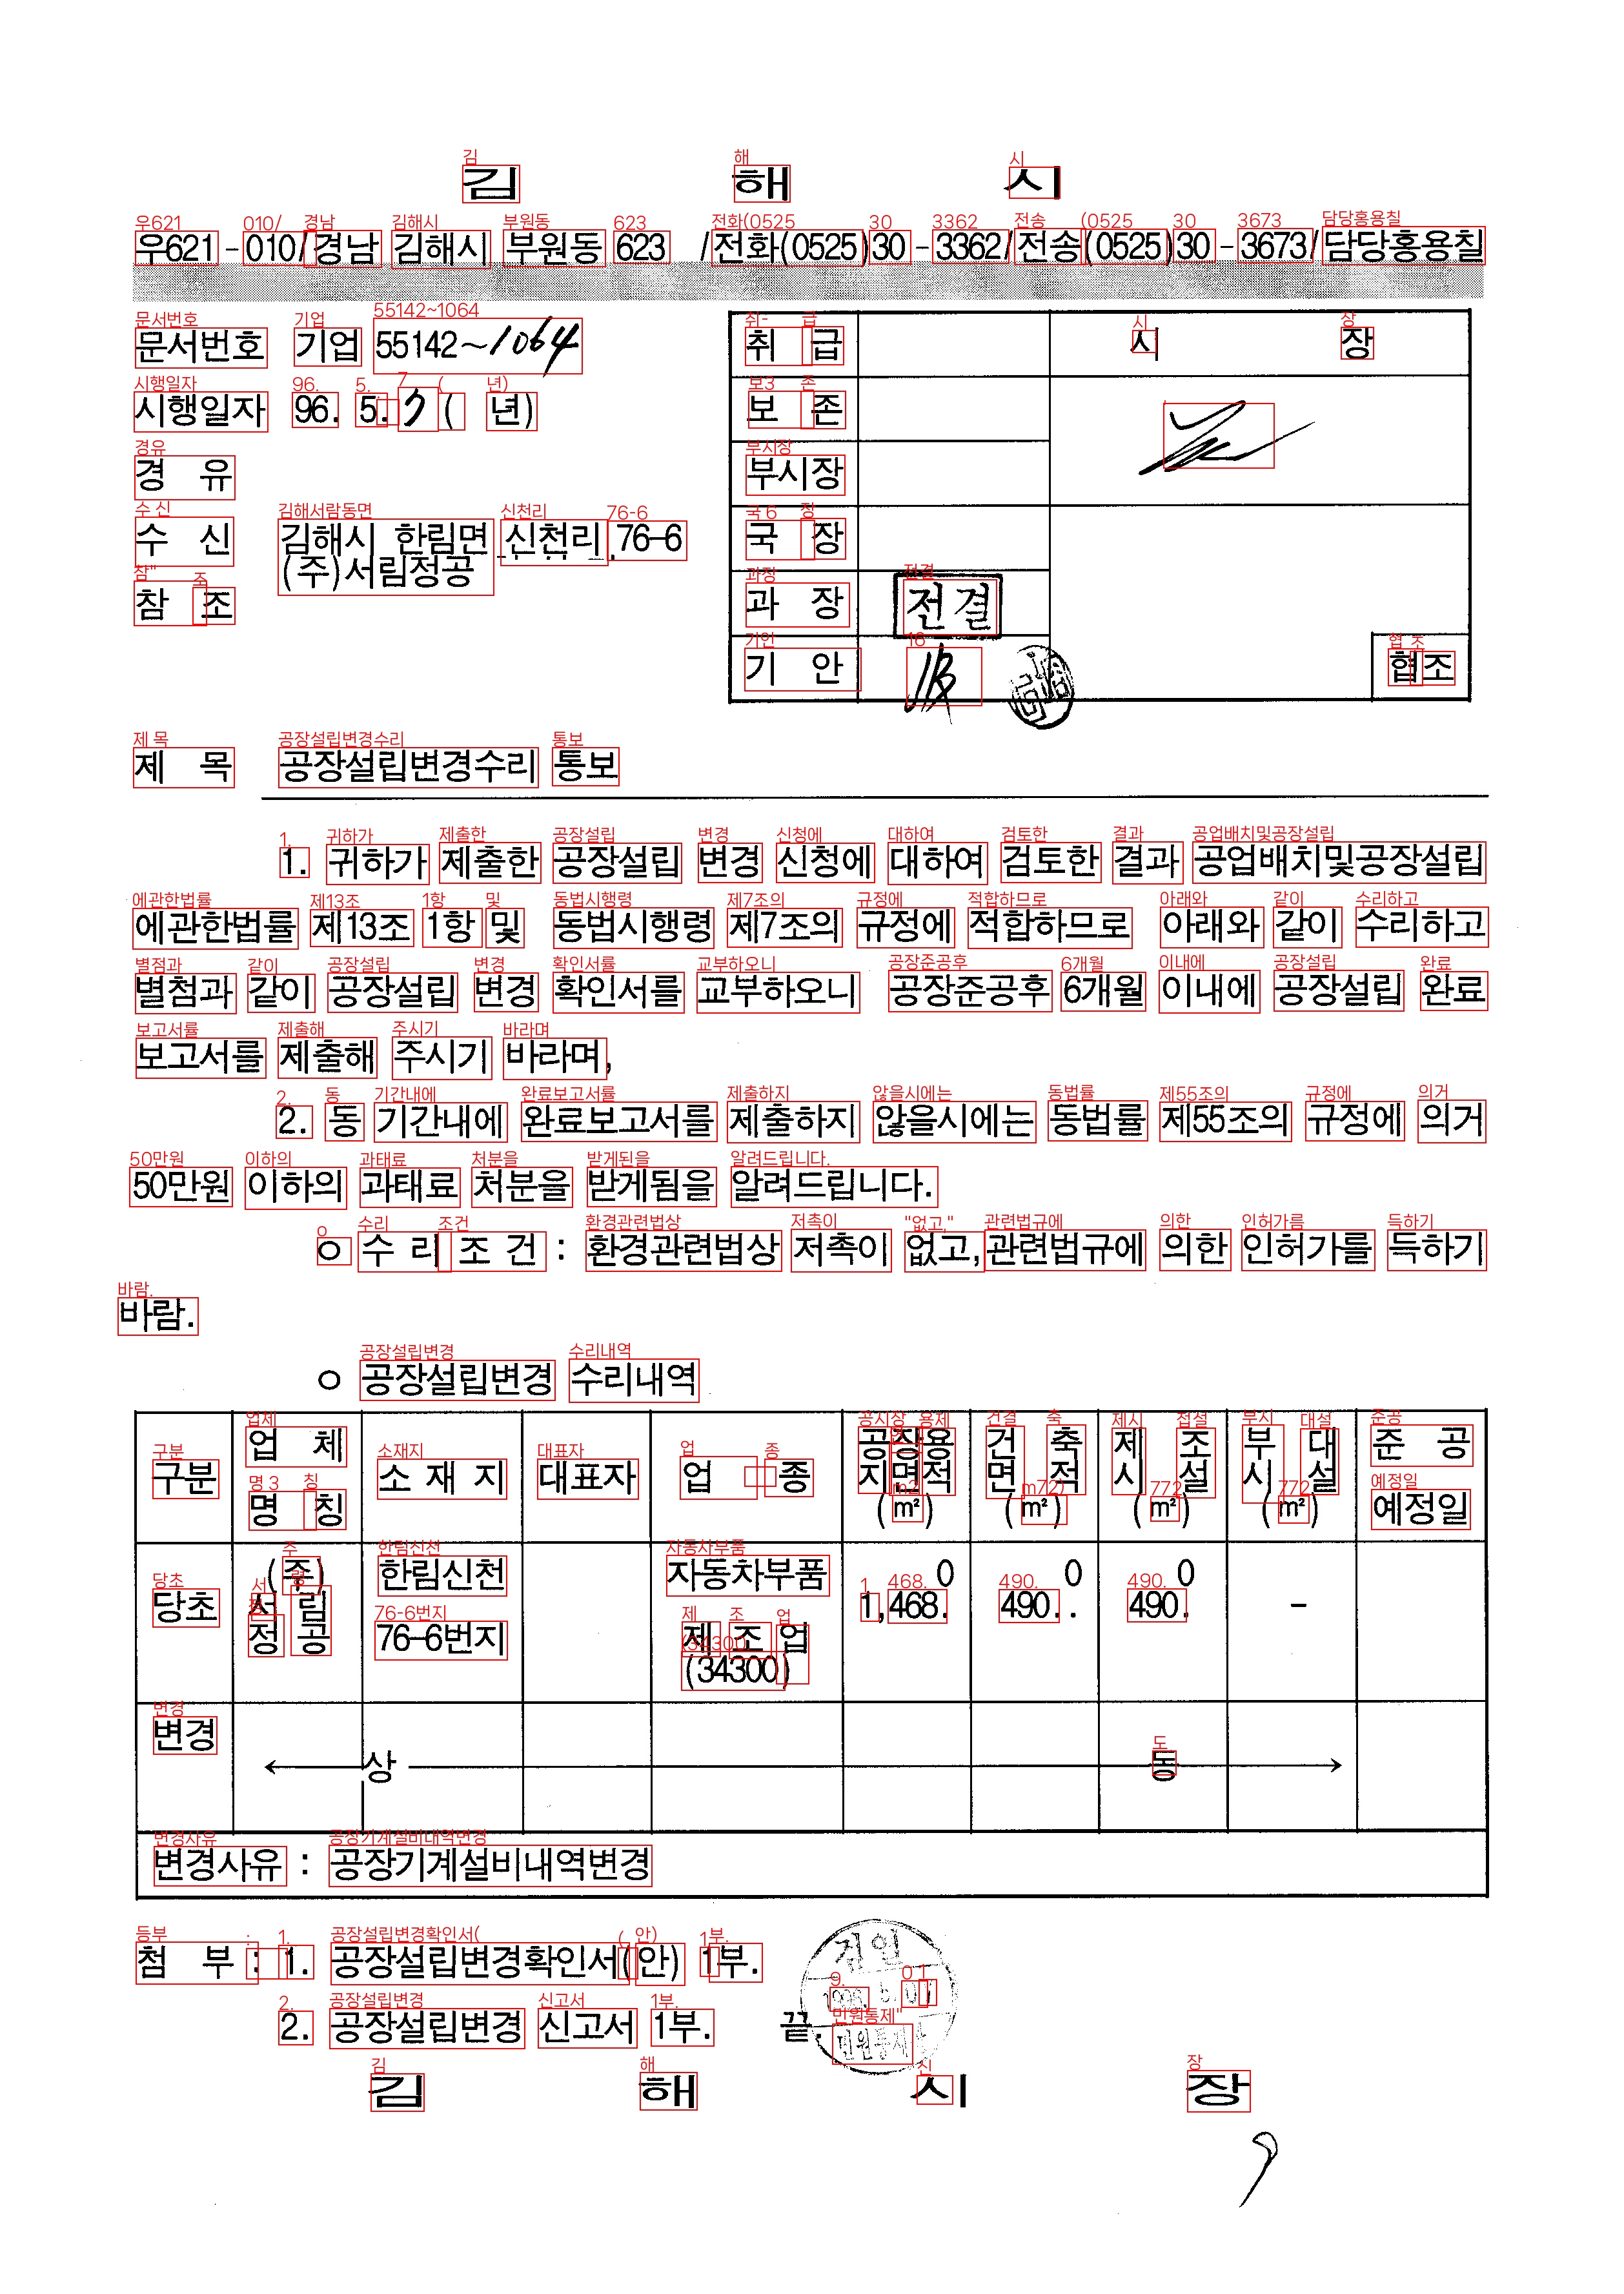 김 해 시
우621-010/경남 김해시 부원동 623 /전화(0525)30-3362/전송(0525)30-3673/담당홍용칠
문서번호 기업 55142~1064
시행일자 96. 5. 7 ( 년)
경 유
수 신 김해시 한림면 신천리 76-6
(주)서림정공
참 조
취 급 시 장
보 존
부시장
국 장
과 장 전결
기 안 협조
제 목 공장설립변경수리 통보
1. 귀하가 제출한 공장설립 변경 신청에 대하여 검토한 결과 공업배치및공장설립
에관한법률 제13조 1항 및 동법시행령 제7조의 규정에 적합하므로 아래와 같이 수리하고
별첨과 같이 공장설립 변경 확인서를 교부하오니 공장준공후 6개월 이내에 공장설립 완료
보고서를 제출해 주시기 바라며,
2. 동 기간내에 완료보고서를 제출하지 않을시에는 동법률 제55조의 규정에 의거
50만원 이하의 과태료 처분을 받게됨을 알려드립니다.
ㅇ 수 리 조 건 : 환경관련법상 저촉이 없고, 관련법규에 의한 인허가를 득하기
바람.
ㅇ 공장설립변경 수리내역
구분 업 체 명 칭 소 재 지 대표자 업 종 공장용지면적(㎡) 건축면적(㎡) 제조시설(㎡) 부대시설(㎡) 준 공 예정일
당초 (주)서림정공 한림신천 76-6번지 자동차부품 제조업 (34300) 1,468.0 490.0 490.0 -
변경 상 동
변경사유 : 공장기계설비내역변경
첨 부 : 1. 공장설립변경확인서(안) 1부.
2. 공장설립변경 신고서 1부. 끝.
검인
1996. 5. 07
민원통제
김 해 시 장